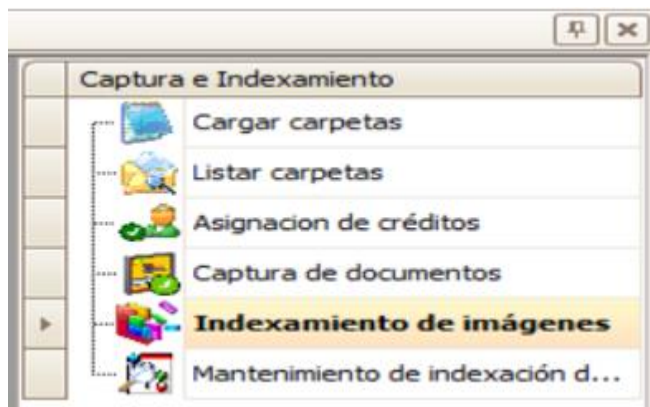 Captura e Indexamiento
Cargar carpetas
Listar carpetas
Asignacion de créditos
Captura de documentos
Indexamiento de imágenes
Mantenimiento de indexación d...